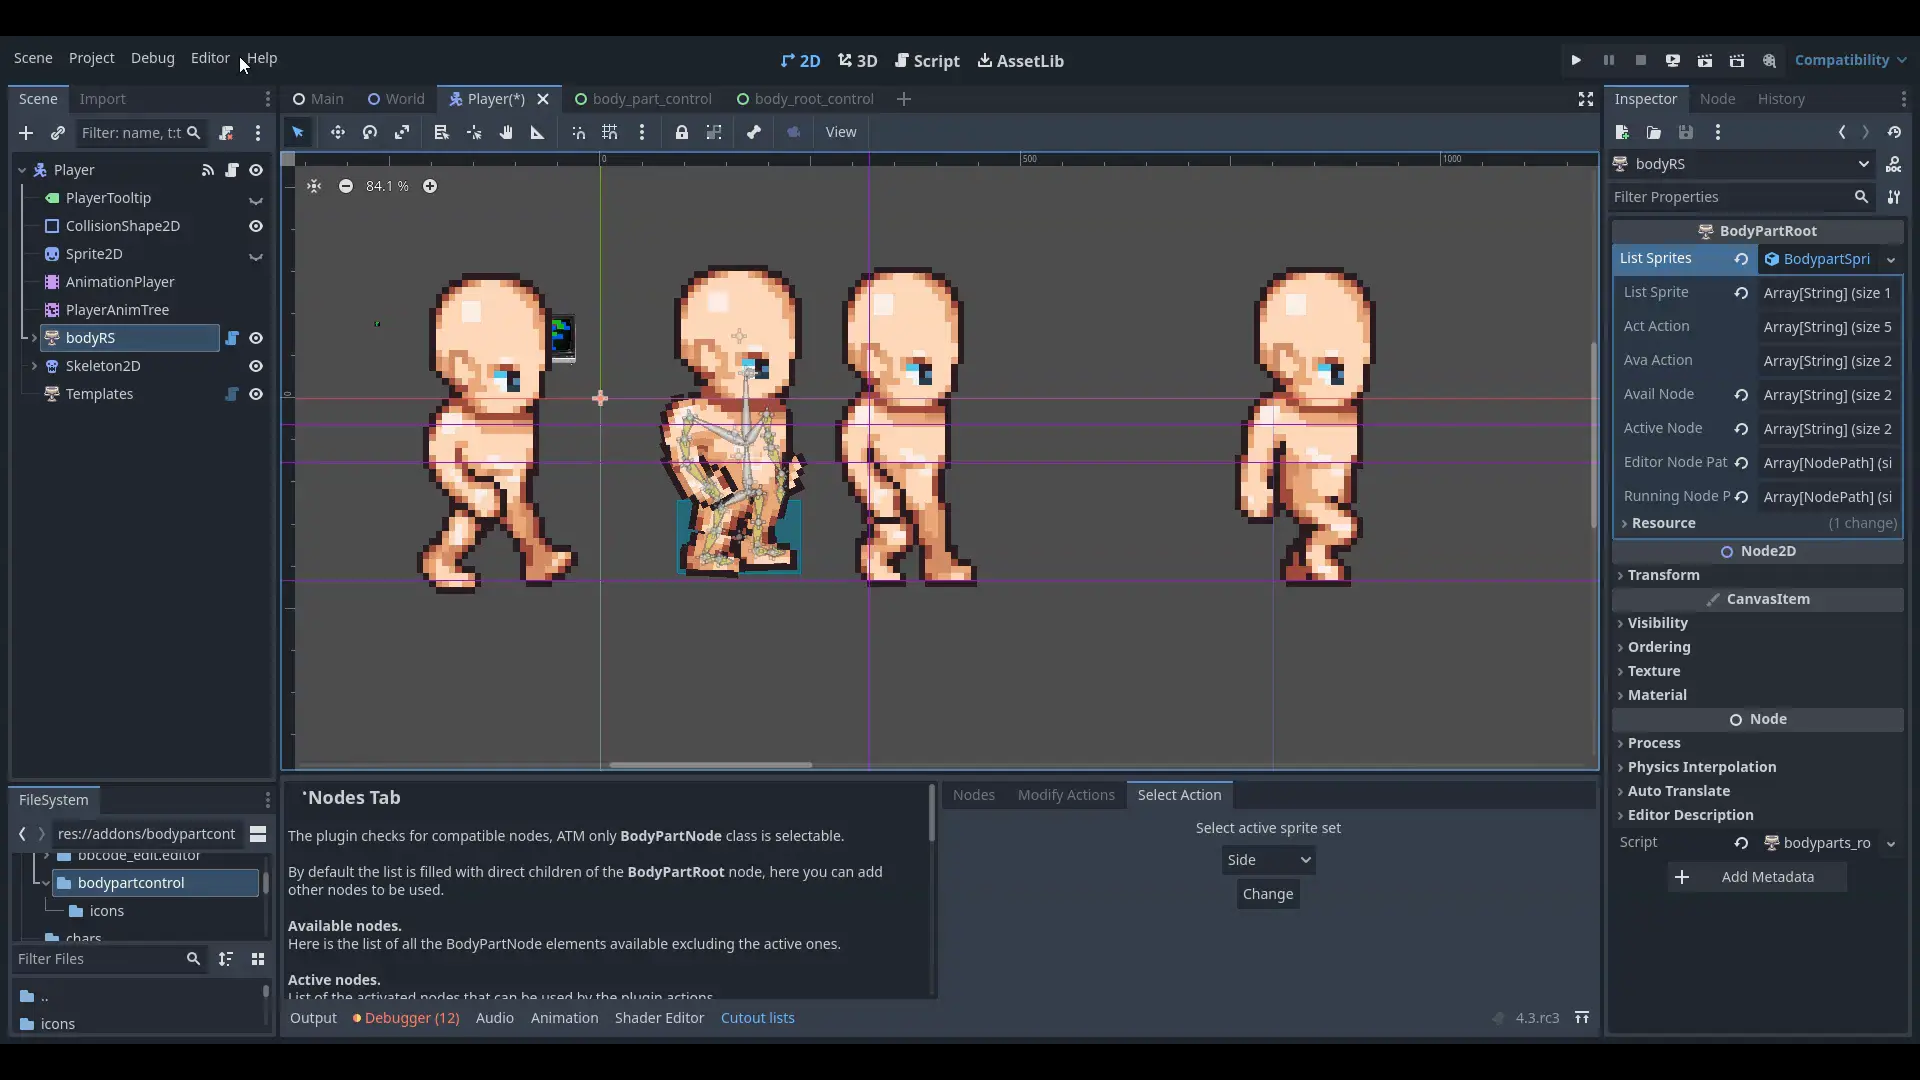 Scene Project Debug Editor Help
2D 3D Script AssetLib
Compatibility
Scene Import
Main World Player(*) body_part_control body_root_control
Inspector Node History
Filter: name, t:t
View
bodyRS
Filter Properties
0 500 1000
84.1 %
0
Player
PlayerTooltip
CollisionShape2D
Sprite2D
AnimationPlayer
PlayerAnimTree
bodyRS
Skeleton2D
Templates
BodyPartRoot
List Sprites BodypartSpri
List Sprite Array[String] (size 1
Act Action Array[String] (size 5
Ava Action Array[String] (size 2
Avail Node Array[String] (size 2
Active Node Array[String] (size 2
Editor Node Pat Array[NodePath] (si
Running Node P Array[NodePath] (si
Resource (1 change)
Node2D
Transform
CanvasItem
Visibility
Ordering
Texture
Material
Node
Process
Physics Interpolation
Auto Translate
Editor Description
Script bodyparts_ro
Add Metadata
FileSystem
res://addons/bodypartcont
bbcode_edit.editor
bodypartcontrol
icons
chars
Filter Files
..
icons
`Nodes Tab
The plugin checks for compatible nodes, ATM only BodyPartNode class is selectable.
By default the list is filled with direct children of the BodyPartRoot node, here you can add
other nodes to be used.
Available nodes.
Here is the list of all the BodyPartNode elements available excluding the active ones.
Active nodes.
List of the activated nodes that can be used by the plugin actions
Nodes Modify Actions Select Action
Select active sprite set
Side
Change
Output Debugger (12) Audio Animation Shader Editor Cutout lists
4.3.rc3